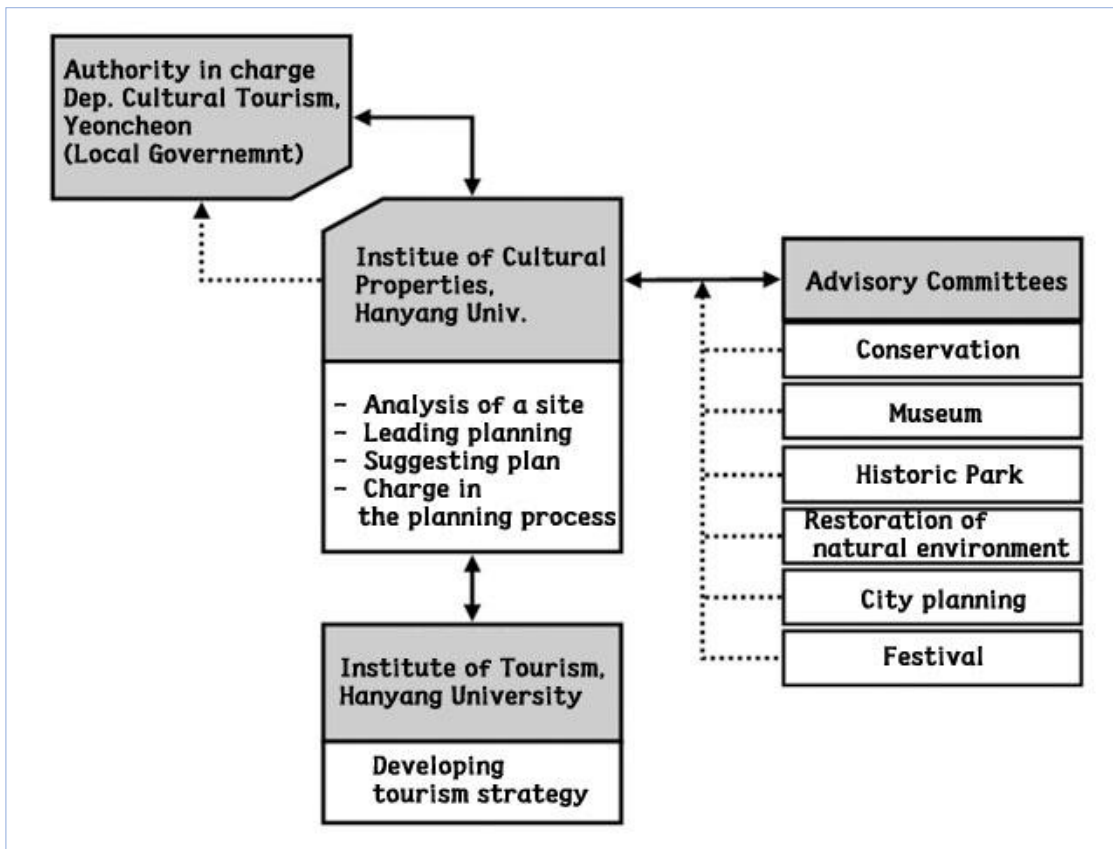 Authority in charge
Dep. Cultural Tourism,
Yeoncheon
(Local Governemnt)
Institue of Cultural
Properties,
Hanyang Univ.
- Analysis of a site
- Leading planning
- Suggesting plan
- Charge in
the planning process
Institute of Tourism,
Hanyang University
Developing
tourism strategy
Advisory Committees
Conservation
Museum
Historic Park
Restoration of
natural environment
City planning
Festival